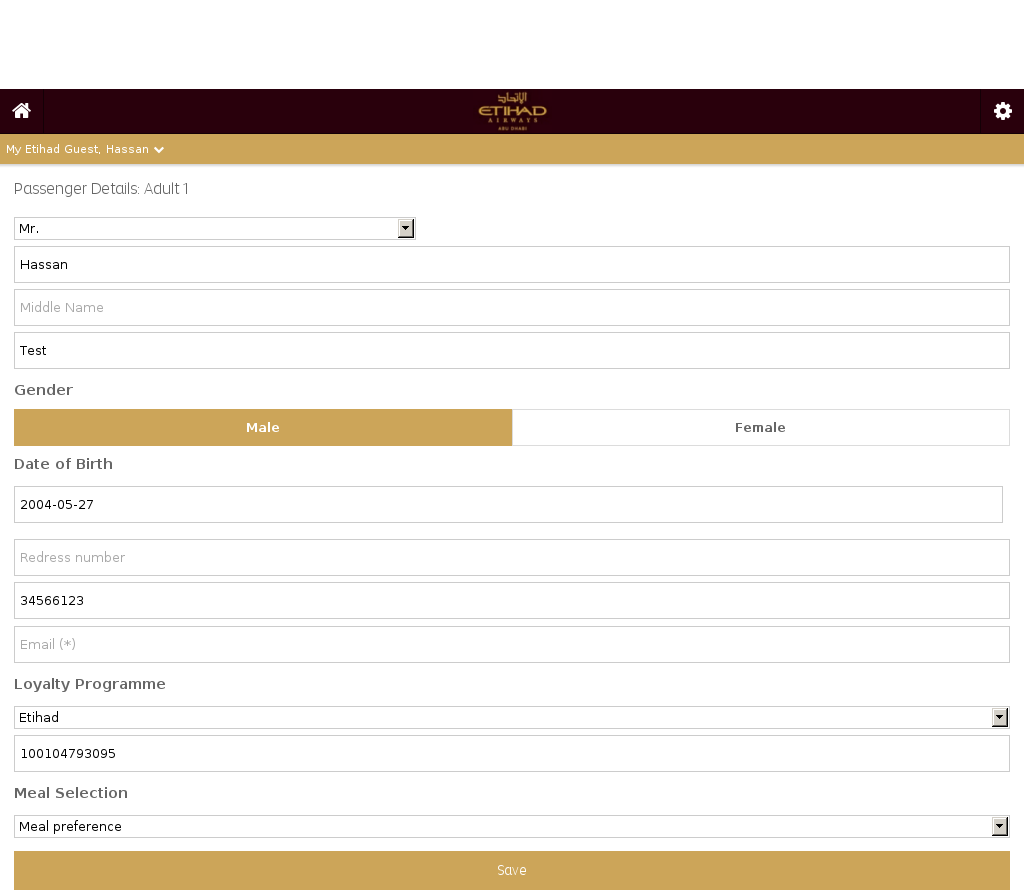 الإتحاد
ETIHAD
AIRWAYS
ABU DHABI
My Etihad Guest, Hassan
Passenger Details: Adult 1
Mr.
Hassan
Middle Name
Test
Gender
Male Female
Date of Birth
2004-05-27
Redress number
34566123
Email (*)
Loyalty Programme
Etihad
100104793095
Meal Selection
Meal preference
Save